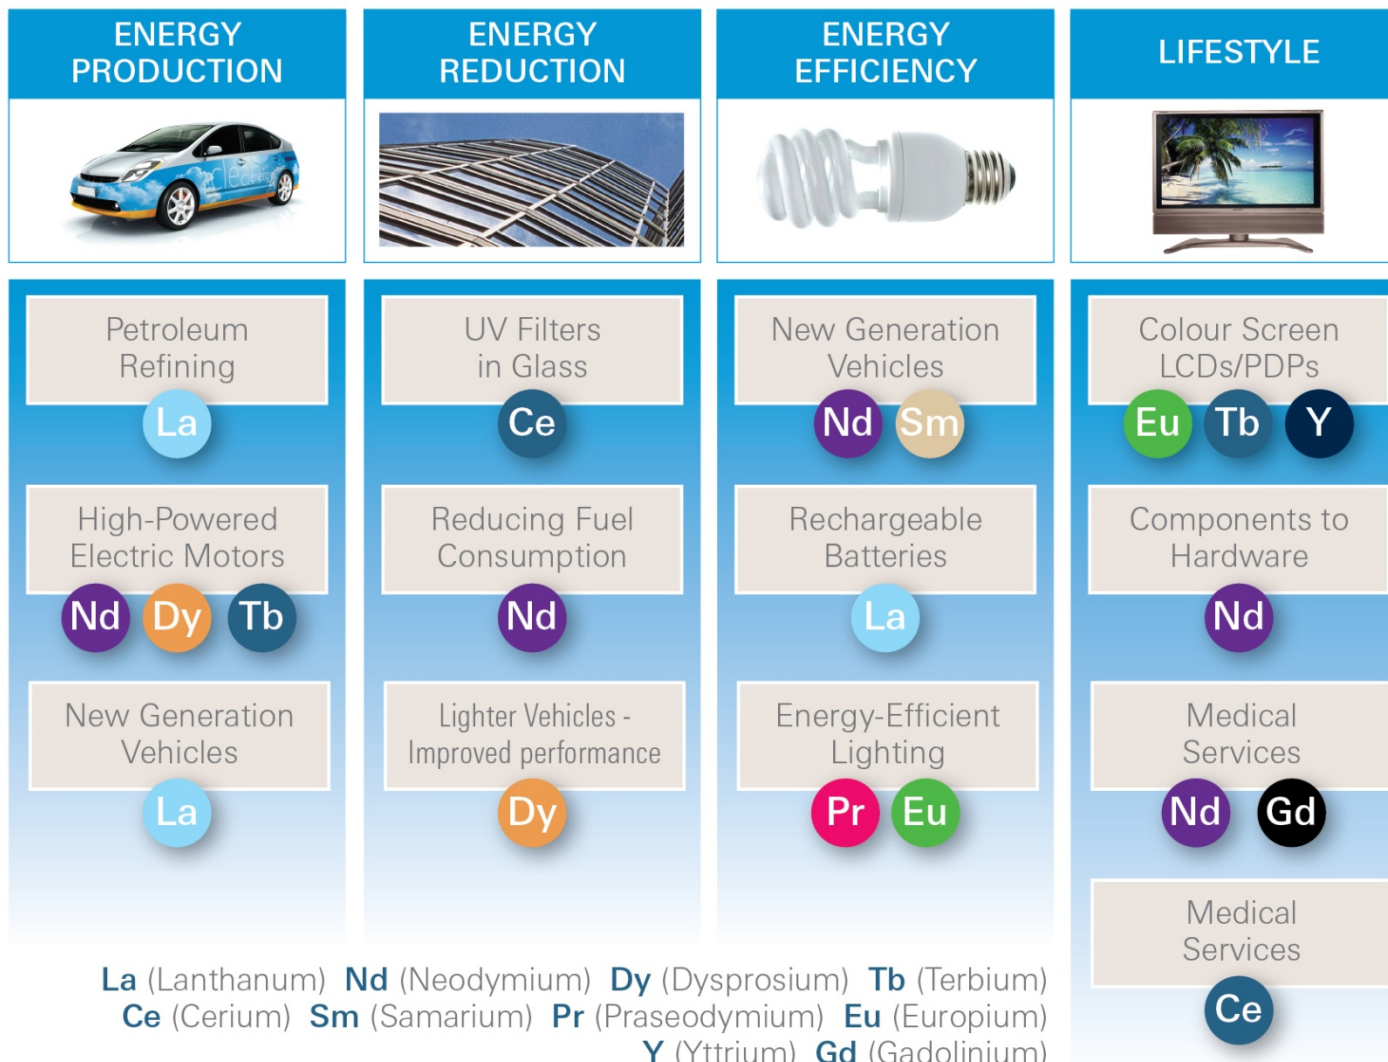 ENERGY
PRODUCTION
ENERGY
REDUCTION
ENERGY
EFFICIENCY
LIFESTYLE
Petroleum
Refining
La
High-Powered
Electric Motors
Nd Dy Tb
New Generation
Vehicles
La
UV Filters
in Glass
Ce
Reducing Fuel
Consumption
Nd
Lighter Vehicles -
Improved performance
Dy
New Generation
Vehicles
Nd Sm
Rechargeable
Batteries
La
Energy-Efficient
Lighting
Pr Eu
Colour Screen
LCDs/PDPs
Eu Tb Y
Components to
Hardware
Nd
Medical
Services
Nd Gd
Medical
Services
Ce
La (Lanthanum) Nd (Neodymium) Dy (Dysprosium) Tb (Terbium)
Ce (Cerium) Sm (Samarium) Pr (Praseodymium) Eu (Europium)
Y (Yttrium) Gd (Gadolinium)